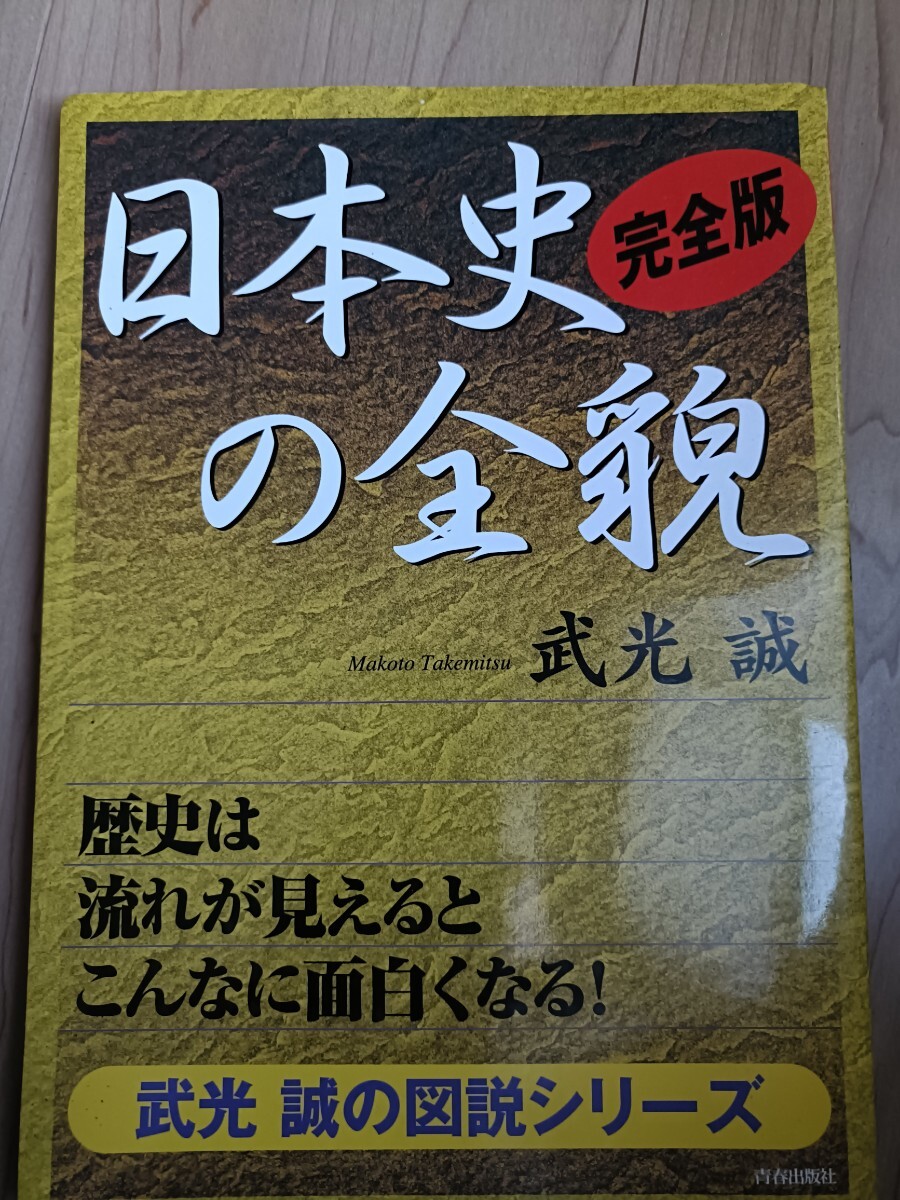 日本史
完全版
の全貌
Makoto Takemitsu 武光 誠
歴史は
流れが見えると
こんなに面白くなる!
武光 誠の図説シリーズ
青春出版社